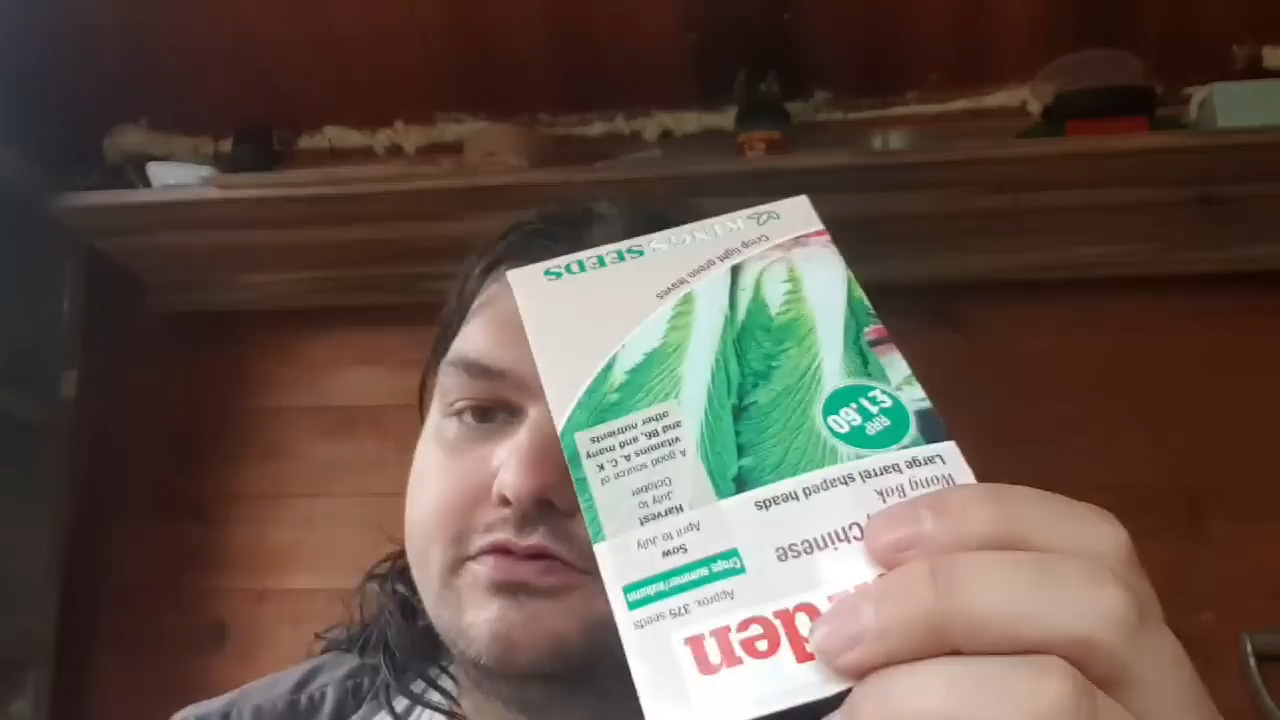 den
Approx. 375 seeds
Crops summer/autumn
Chinese
Wong Bok
Large barrel shaped heads
Sow
April to July
Harvest
July to
October
A good source of
vitamins A, C, K
and B6, and many
other nutrients
RRP
£1.60
Crisp light green leaves
KINGS SEEDS